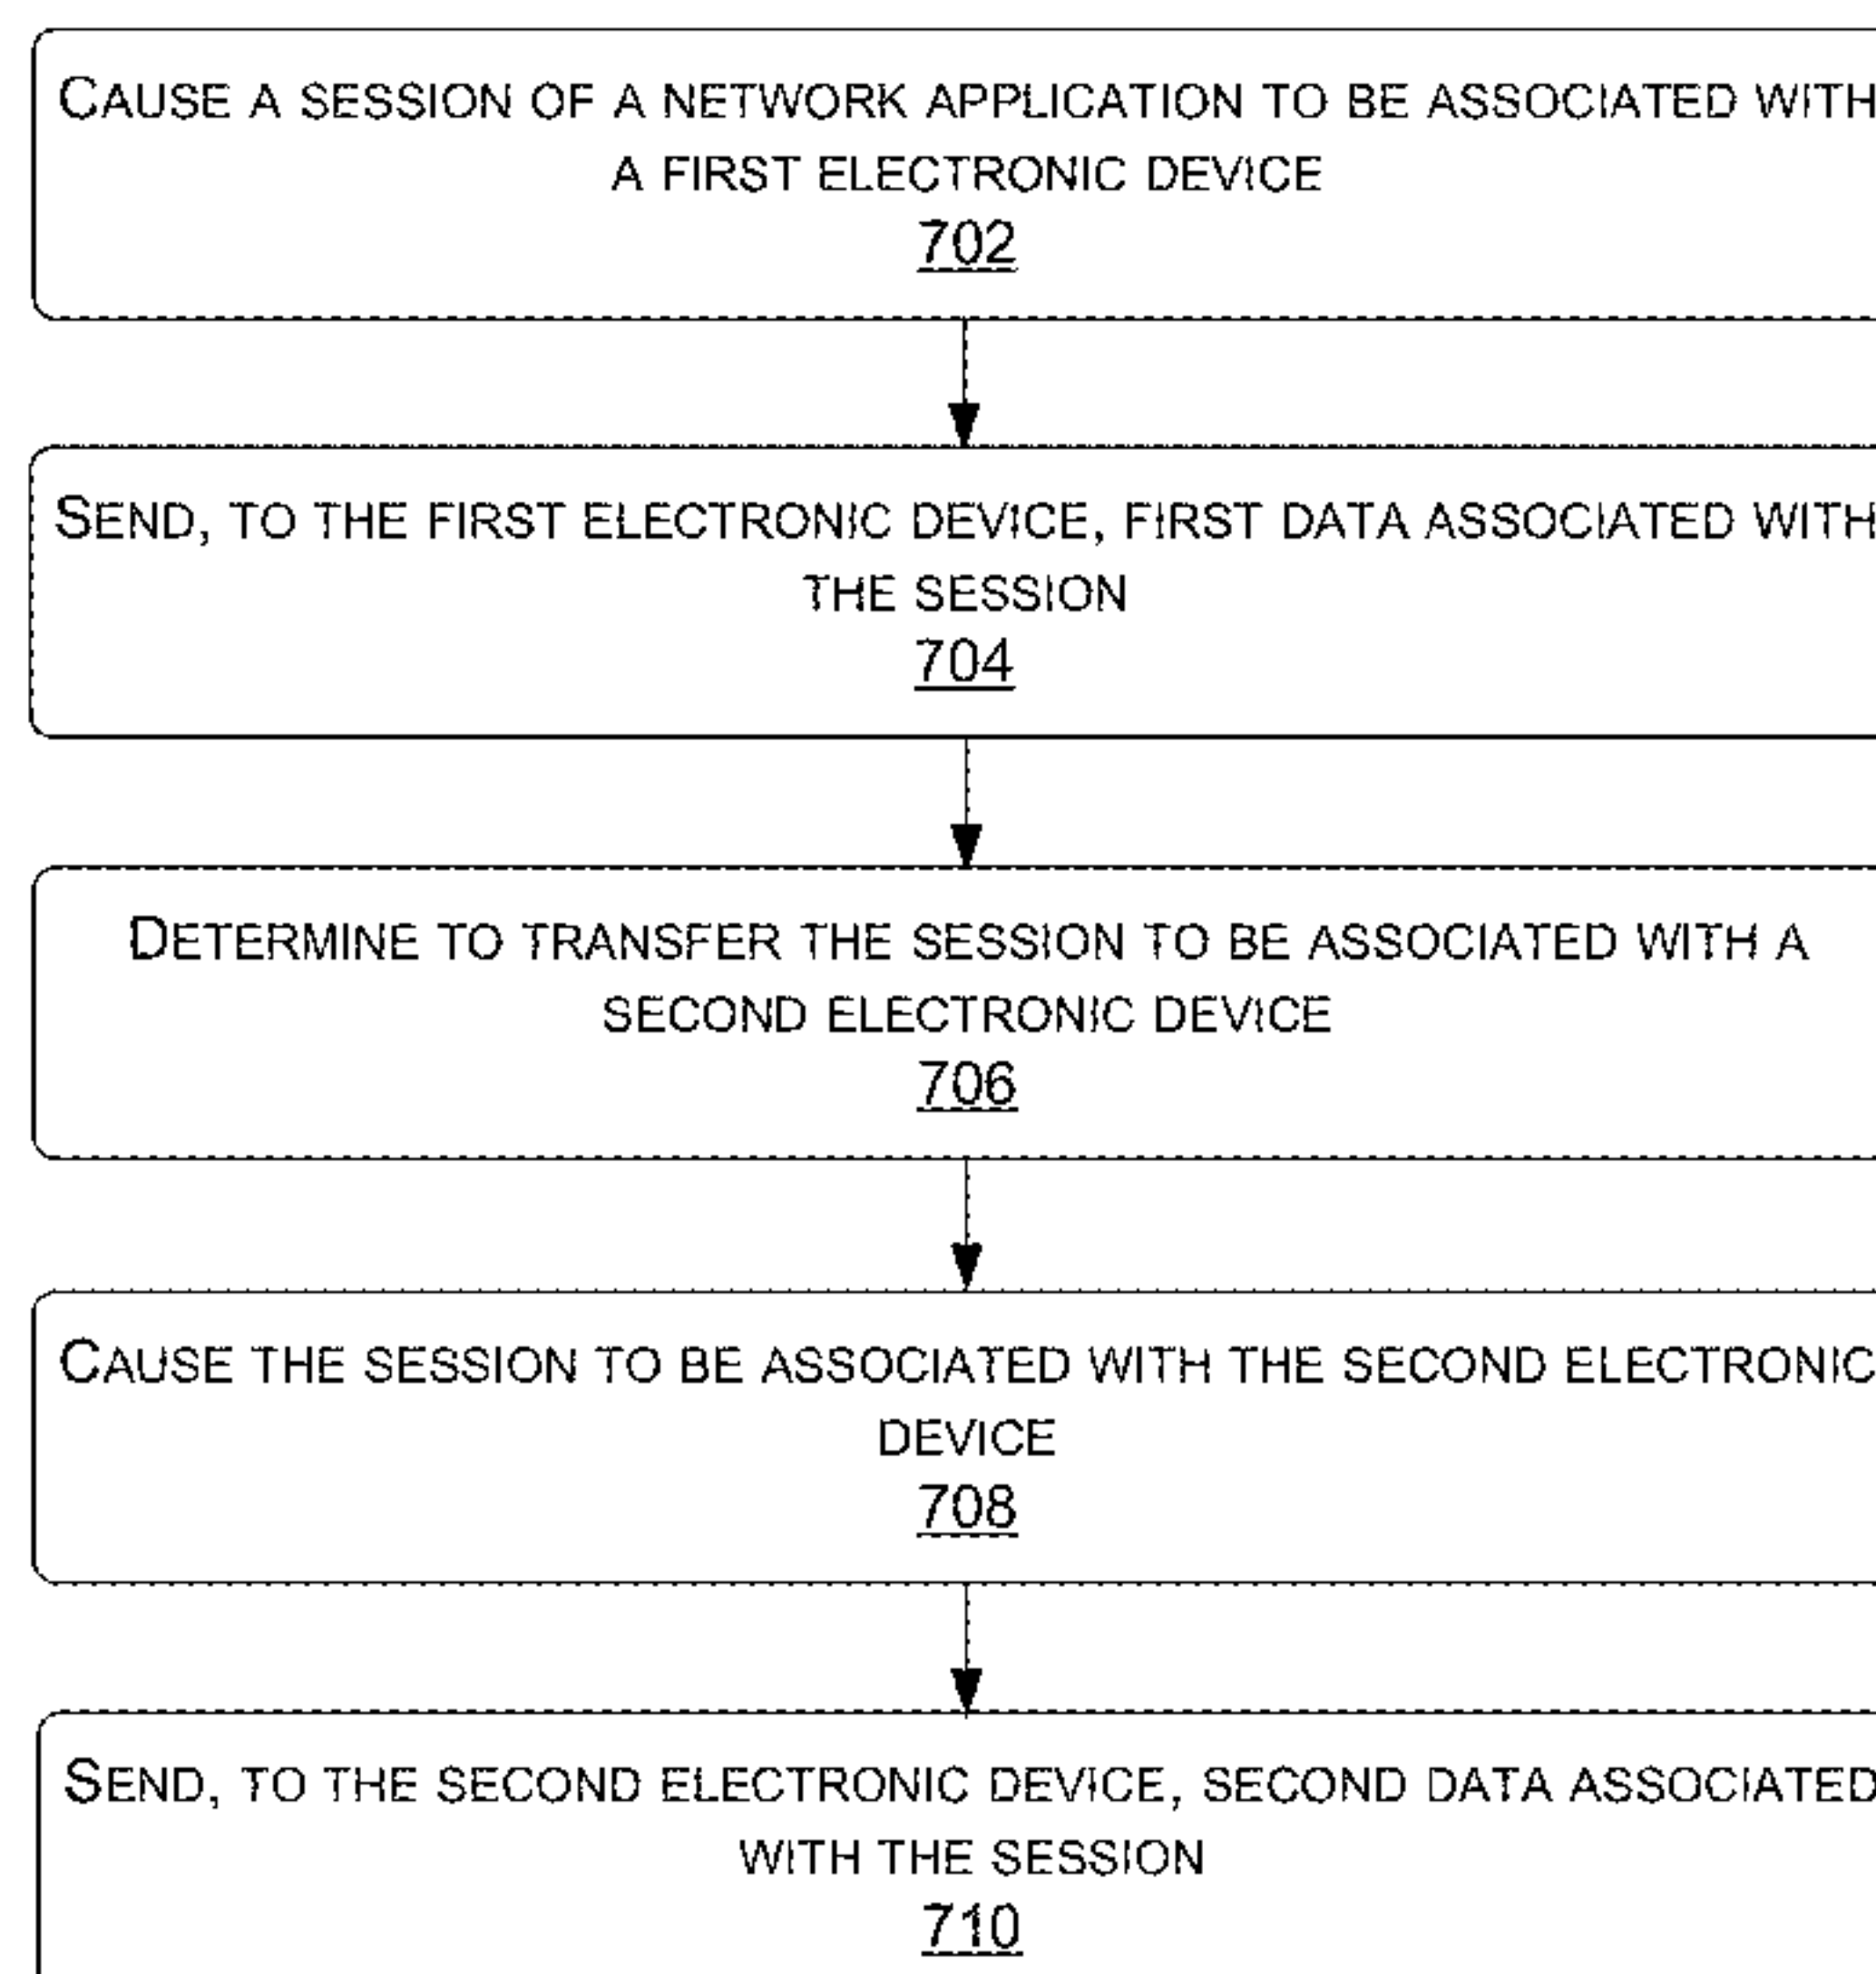 CAUSE A SESSION OF A NETWORK APPLICATION TO BE ASSOCIATED WITH
A FIRST ELECTRONIC DEVICE
702
SEND, TO THE FIRST ELECTRONIC DEVICE, FIRST DATA ASSOCIATED WITH
THE SESSION
704
DETERMINE TO TRANSFER THE SESSION TO BE ASSOCIATED WITH A
SECOND ELECTRONIC DEVICE
706
CAUSE THE SESSION TO BE ASSOCIATED WITH THE SECOND ELECTRONIC
DEVICE
708
SEND, TO THE SECOND ELECTRONIC DEVICE, SECOND DATA ASSOCIATED
WITH THE SESSION
710